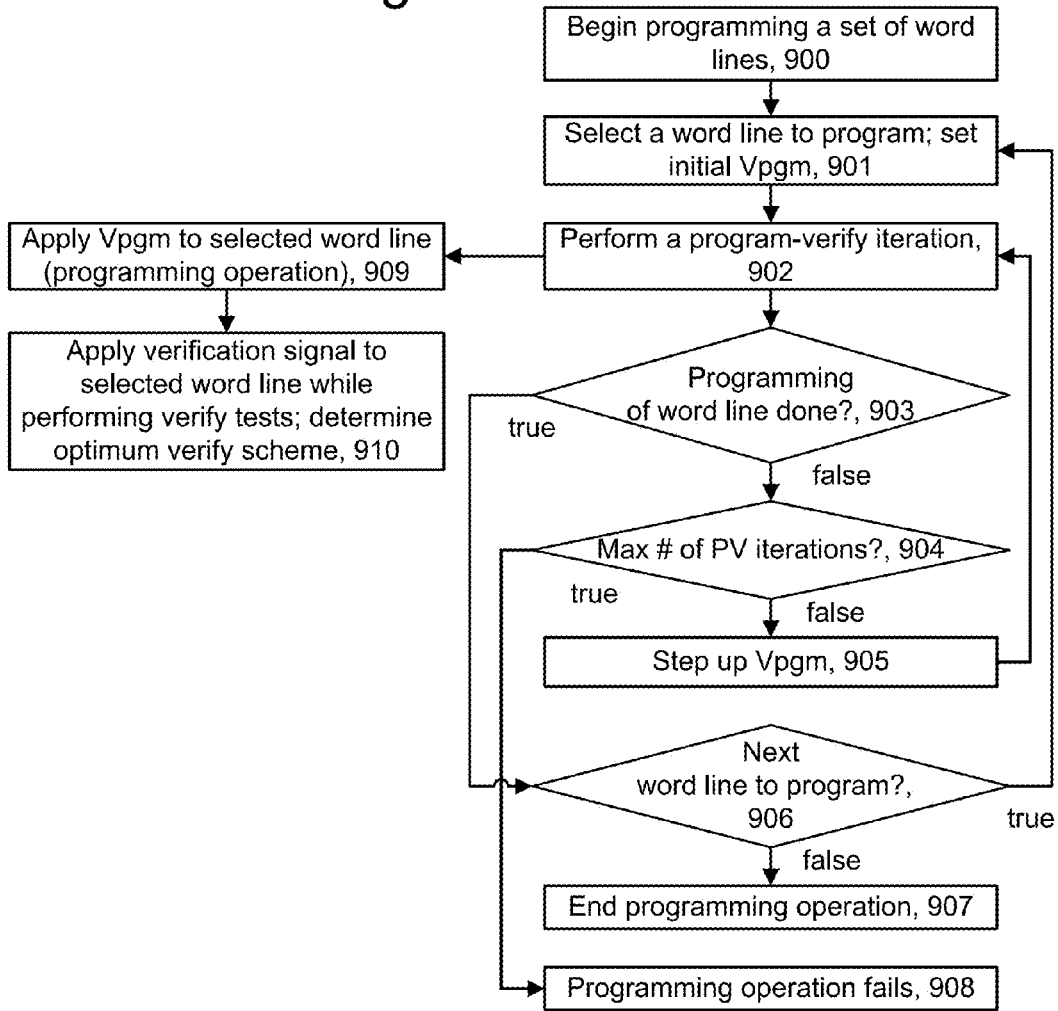 Begin programming a set of word
lines, 900
Select a word line to program; set
initial Vpgm, 901
Apply Vpgm to selected word line
(programming operation), 909
Perform a program-verify iteration,
902
Apply verification signal to
selected word line while
performing verify tests; determine
optimum verify scheme, 910
Programming
of word line done?, 903
true
false
Max # of PV iterations?, 904
true
false
Step up Vpgm, 905
Next
word line to program?,
906
true
false
End programming operation, 907
Programming operation fails, 908